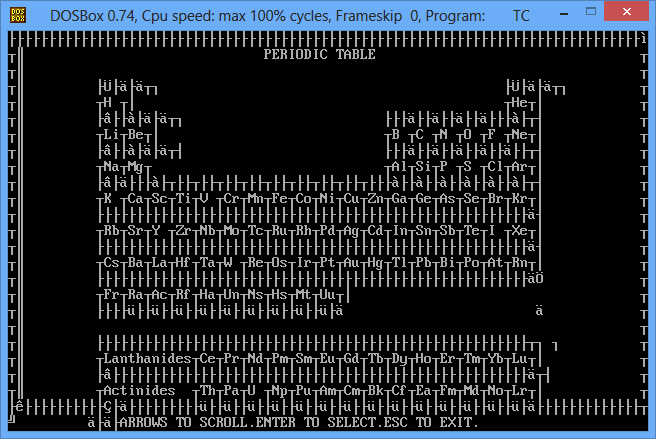 DOS BOX DOSBox 0.74, Cpu speed: max 100% cycles, Frameskip 0, Program: TC
PERIODIC TABLE
H He
Li Be B C N O F Ne
Na Mg Al Si P S Cl Ar
K Ca Sc Ti V Cr Mn Fe Co Ni Cu Zn Ga Ge As Se Br Kr
Rb Sr Y Zr Nb Mo Tc Ru Rh Pd Ag Cd In Sn Sb Te I Xe
Cs Ba La Hf Ta W Re Os Ir Pt Au Hg Tl Pb Bi Po At Rn
Fr Ra Ac Rf Ha Un Ns Hs Mt Uu
Lanthanides Ce Pr Nd Pm Sm Eu Gd Tb Dy Ho Er Tm Yb Lu
Actinides Th Pa U Np Pu Am Cm Bk Cf Ea Fm Md No Lr
ARROWS TO SCROLL.ENTER TO SELECT.ESC TO EXIT.